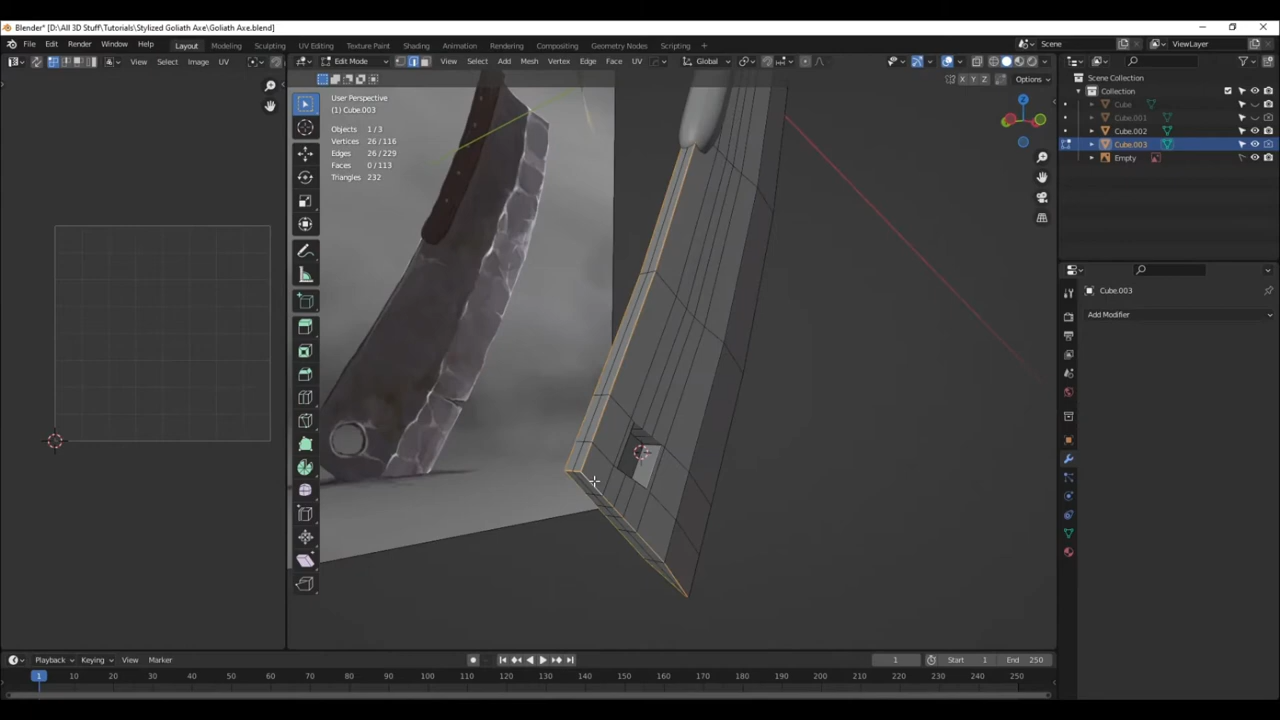 Blender* [D:\All 3D Stuff\Tutorials\Stylized Goliath Axe\Goliath Axe.blend]
File Edit Render Window Help Layout Modeling Sculpting UV Editing Texture Paint Shading Animation Rendering Compositing Geometry Nodes Scripting + Scene ViewLayer
View Select Image UV Edit Mode View Select Add Mesh Vertex Edge Face UV Global
X Y Z Options
User Perspective
(1) Cube.003
Objects 1 / 3
Vertices 26 / 116
Edges 26 / 229
Faces 0 / 113
Triangles 232
Scene Collection
Collection
Cube
Cube.001
Cube.002
Cube.003
Empty
Cube.003
Add Modifier
Playback Keying View Marker 1 Start 1 End 250
1 10 20 30 40 50 60 70 80 90 100 110 120 130 140 150 160 170 180 190 200 210 220 230 240 250